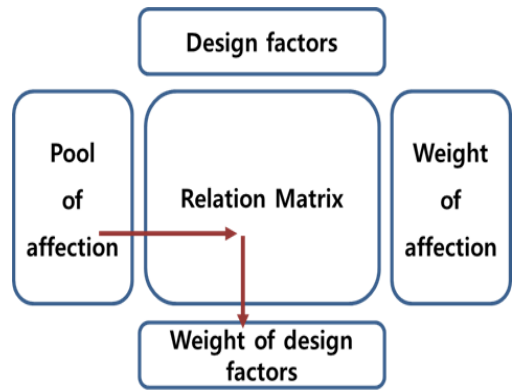 Design factors
Pool
of
affection
Relation Matrix
Weight
of
affection
Weight of design
factors